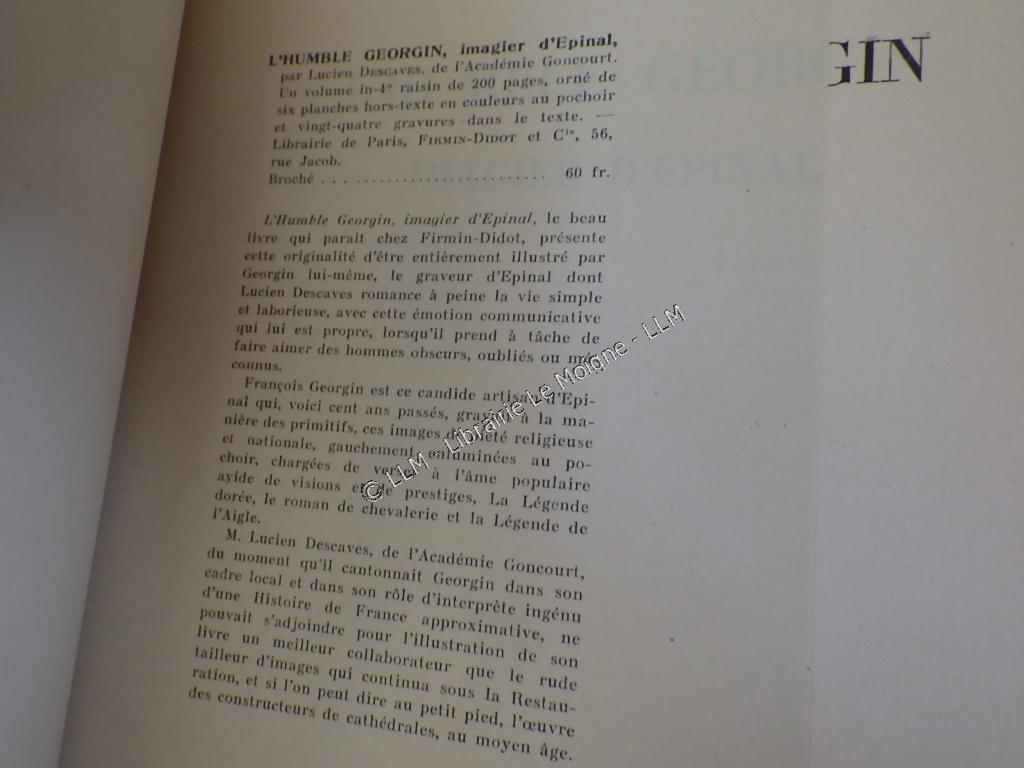 L'HUMBLE GEORGIN, imagier d'Epinal,
par Lucien DESCAVES, de l'Académie Goncourt.
Un volume in-4º raisin de 200 pages, orné de
six planches hors-texte en couleurs au pochoir
et vingt-quatre gravures dans le texte. —
Librairie de Paris, FIRMIN-DIDOT et Cie, 56,
rue Jacob.
Broché . . . . . . . . . . . . . . . . . . . . . . . . . . 60 fr.
L'Humble Georgin, imagier d'Epinal, le beau
livre qui parait chez Firmin-Didot, présente
cette originalité d'être entièrement illustré par
Georgin lui-même, le graveur d'Epinal dont
Lucien Descaves romance à peine la vie simple
et laborieuse, avec cette émotion communicative
qui lui est propre, lorsqu'il prend à tâche de
faire aimer des hommes obscurs, oubliés ou mé-
connus.
François Georgin est ce candide artisan d'Epi-
nal qui, voici cent ans passés, gravait à la ma-
nière des primitifs, ces images de piété religieuse
et nationale, gauchement enluminées au po-
choir, chargées de verser à l'âme populaire
avide de visions et de prestiges, La Légende
dorée, le roman de chevalerie et la Légende de
l'Aigle.
M. Lucien Descaves, de l'Académie Goncourt,
du moment qu'il cantonnait Georgin dans son
cadre local et dans son rôle d'interprète ingénu
d'une Histoire de France approximative, ne
pouvait s'adjoindre pour l'illustration de son
livre un meilleur collaborateur que le rude
tailleur d'images qui continua sous la Restau-
ration, et si l'on peut dire au petit pied, l'œuvre
des constructeurs de cathédrales, au moyen âge.
GEORGIN
IMAGIER D'ÉPINAL
© LLM - Librairie Le Moigne - LLM